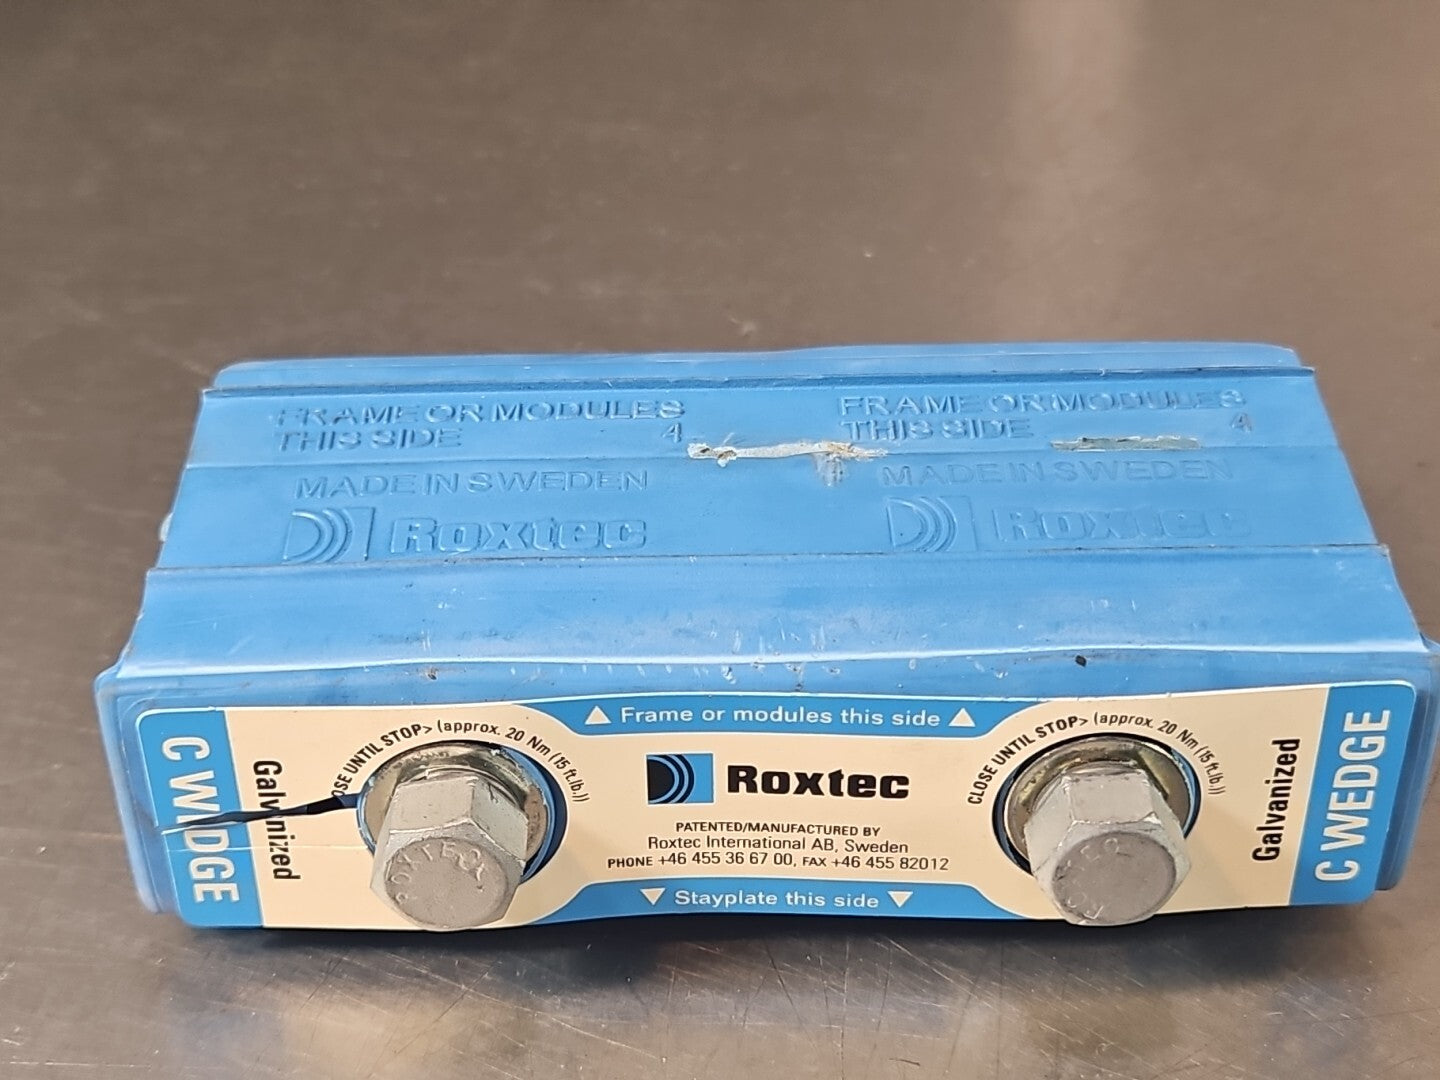 FRAME OR MODULES
THIS SIDE 4
FRAME OR MODULES
THIS SIDE 4
MADE IN SWEDEN
MADE IN SWEDEN
Roxtec
Roxtec
▲ Frame or modules this side ▲
C WEDGE
Galvanized
CLOSE UNTIL STOP> (approx. 20 Nm (15 ft.lb.))
Roxtec
PATENTED/MANUFACTURED BY
Roxtec International AB, Sweden
PHONE +46 455 36 67 00, FAX +46 455 82012
▼ Stayplate this side ▼
CLOSE UNTIL STOP> (approx. 20 Nm (15 ft.lb.))
Galvanized
C WEDGE
ROXTEC
ROXTEC